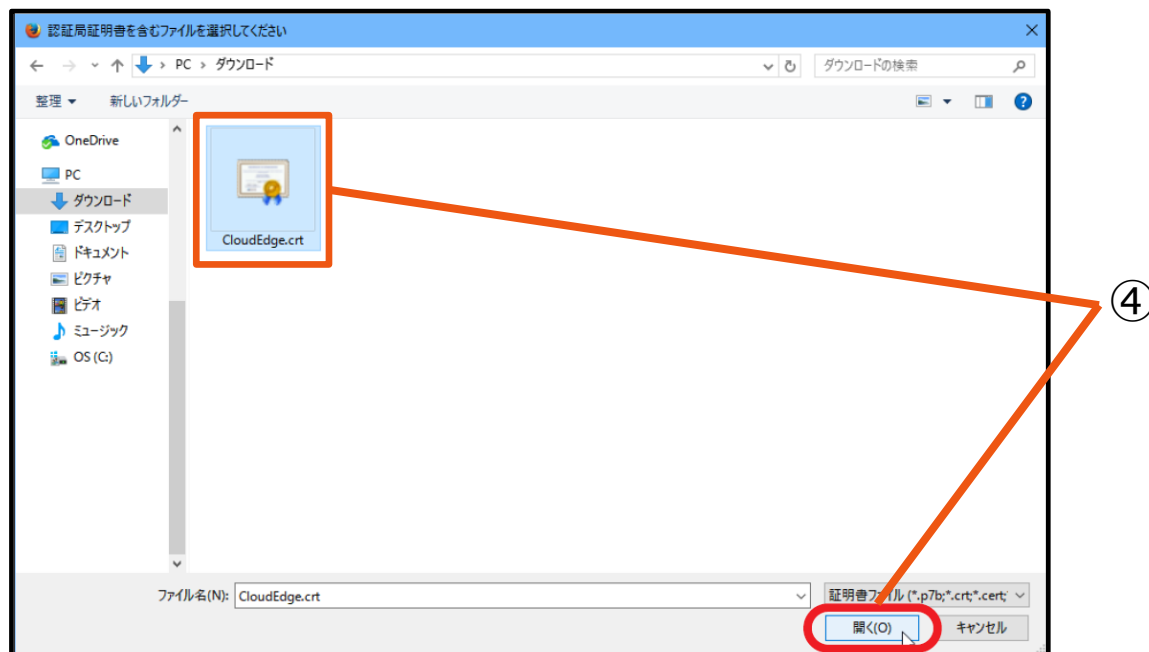 認証局証明書を含むファイルを選択してください
PC › ダウンロード
ダウンロードの検索
整理
新しいフォルダー
OneDrive
PC
ダウンロード
デスクトップ
ドキュメント
ピクチャ
ビデオ
ミュージック
OS (C:)
CloudEdge.crt
④
ファイル名(N): CloudEdge.crt
証明書ファイル (*.p7b;*.crt;*.cert;
開く(O)
キャンセル